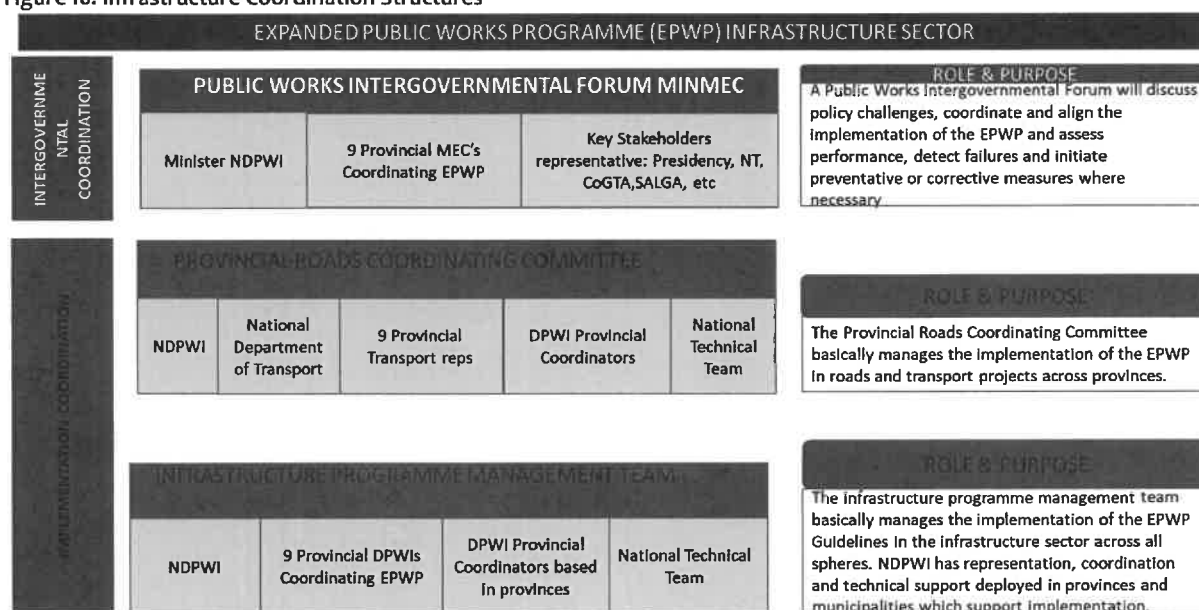 Figure 10: Infrastructure Coordination Structures
EXPANDED PUBLIC WORKS PROGRAMME (EPWP) INFRASTRUCTURE SECTOR
INTERGOVERNME
NTAL
COORDINATION
PUBLIC WORKS INTERGOVERNMENTAL FORUM MINMEC
Minister NDPWI
9 Provincial MEC's
Coordinating EPWP
Key Stakeholders
representative: Presidency, NT,
CoGTA,SALGA, etc
ROLE & PURPOSE
A Public Works Intergovernmental Forum will discuss
policy challenges, coordinate and align the
implementation of the EPWP and assess
performance, detect failures and initiate
preventative or corrective measures where
necessary
IMPLEMENTATION COORDINATION
PROVINCIAL ROADS COORDINATING COMMITTEE
NDPWI
National
Department
of Transport
9 Provincial
Transport reps
DPWI Provincial
Coordinators
National
Technical
Team
ROLE & PURPOSE
The Provincial Roads Coordinating Committee
basically manages the implementation of the EPWP
in roads and transport projects across provinces.
INFRASTRUCTURE PROGRAMME MANAGEMENT TEAM
NDPWI
9 Provincial DPWIs
Coordinating EPWP
DPWI Provincial
Coordinators based
in provinces
National Technical
Team
ROLE & PURPOSE
The infrastructure programme management team
basically manages the implementation of the EPWP
Guidelines in the infrastructure sector across all
spheres. NDPWI has representation, coordination
and technical support deployed in provinces and
municipalities which support implementation.